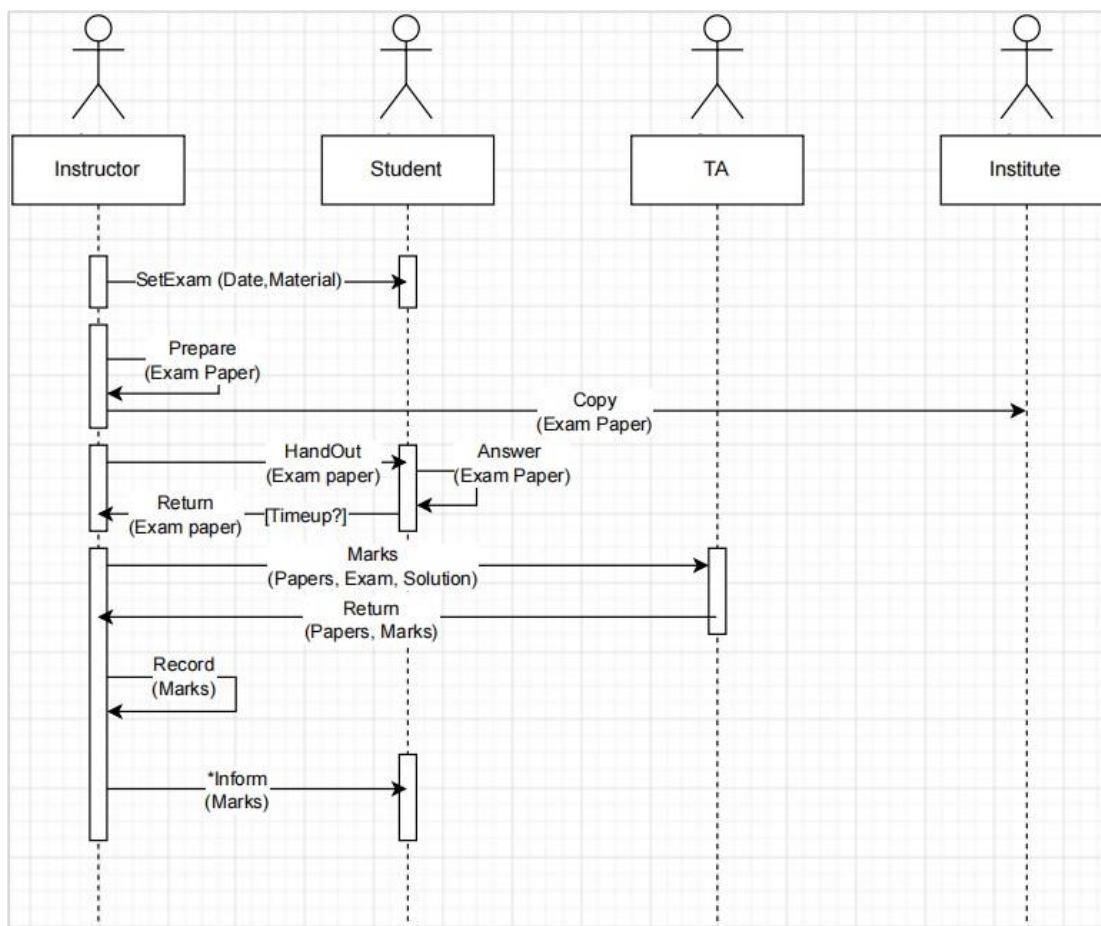 Instructor
Student
TA
Institute
SetExam (Date,Material)
Prepare
(Exam Paper)
Copy
(Exam Paper)
HandOut
(Exam paper)
Answer
(Exam Paper)
Return
(Exam paper)
[Timeup?]
Marks
(Papers, Exam, Solution)
Return
(Papers, Marks)
Record
(Marks)
*Inform
(Marks)